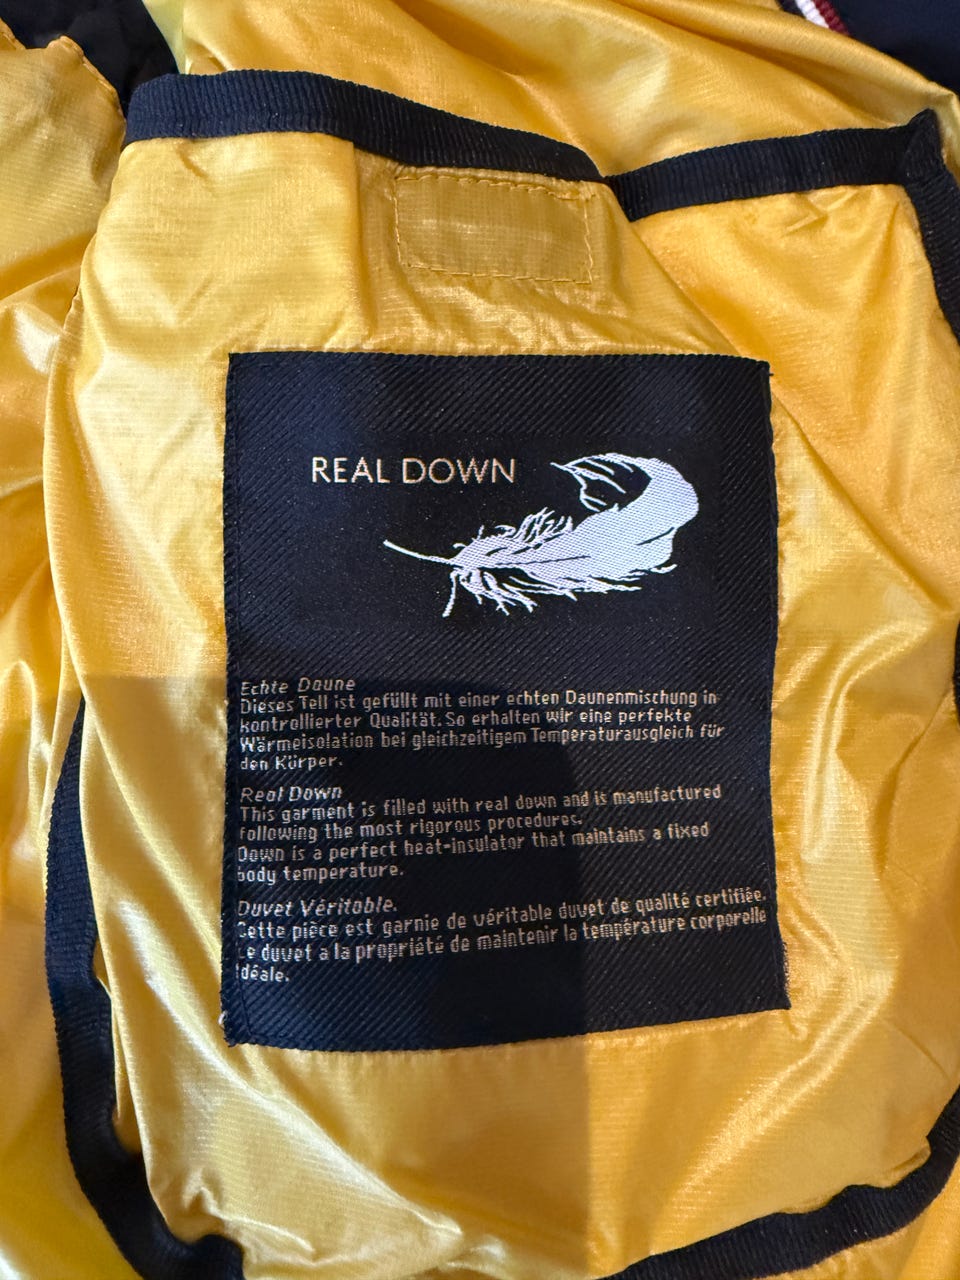 REAL DOWN
Echte Daune
Dieses Teil ist gefüllt mit einer echten Daunenmischung in
kontrollierter Qualität. So erhalten wir eine perfekte
Wärmeisolation bei gleichzeitigem Temperaturausgleich für
den Körper.
Real Down
This garment is filled with real down and is manufactured
following the most rigorous procedures.
Down is a perfect heat-insulator that maintains a fixed
body temperature.
Duvet Véritable.
Cette pièce est garnie de véritable duvet de qualité certifiée.
Le duvet a la propriété de maintenir la température corporelle
idéale.